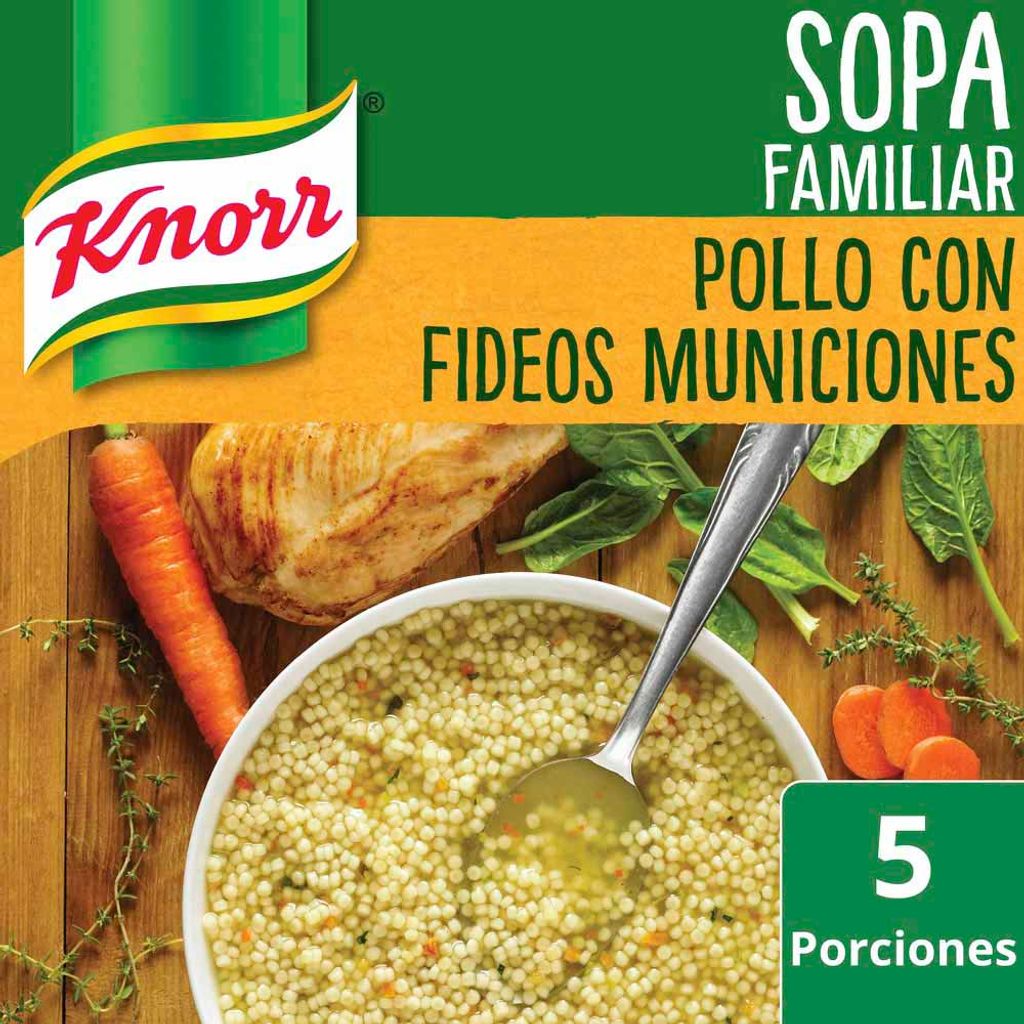 Knorr®
SOPA
FAMILIAR
POLLO CON
FIDEOS MUNICIONES
5
Porciones